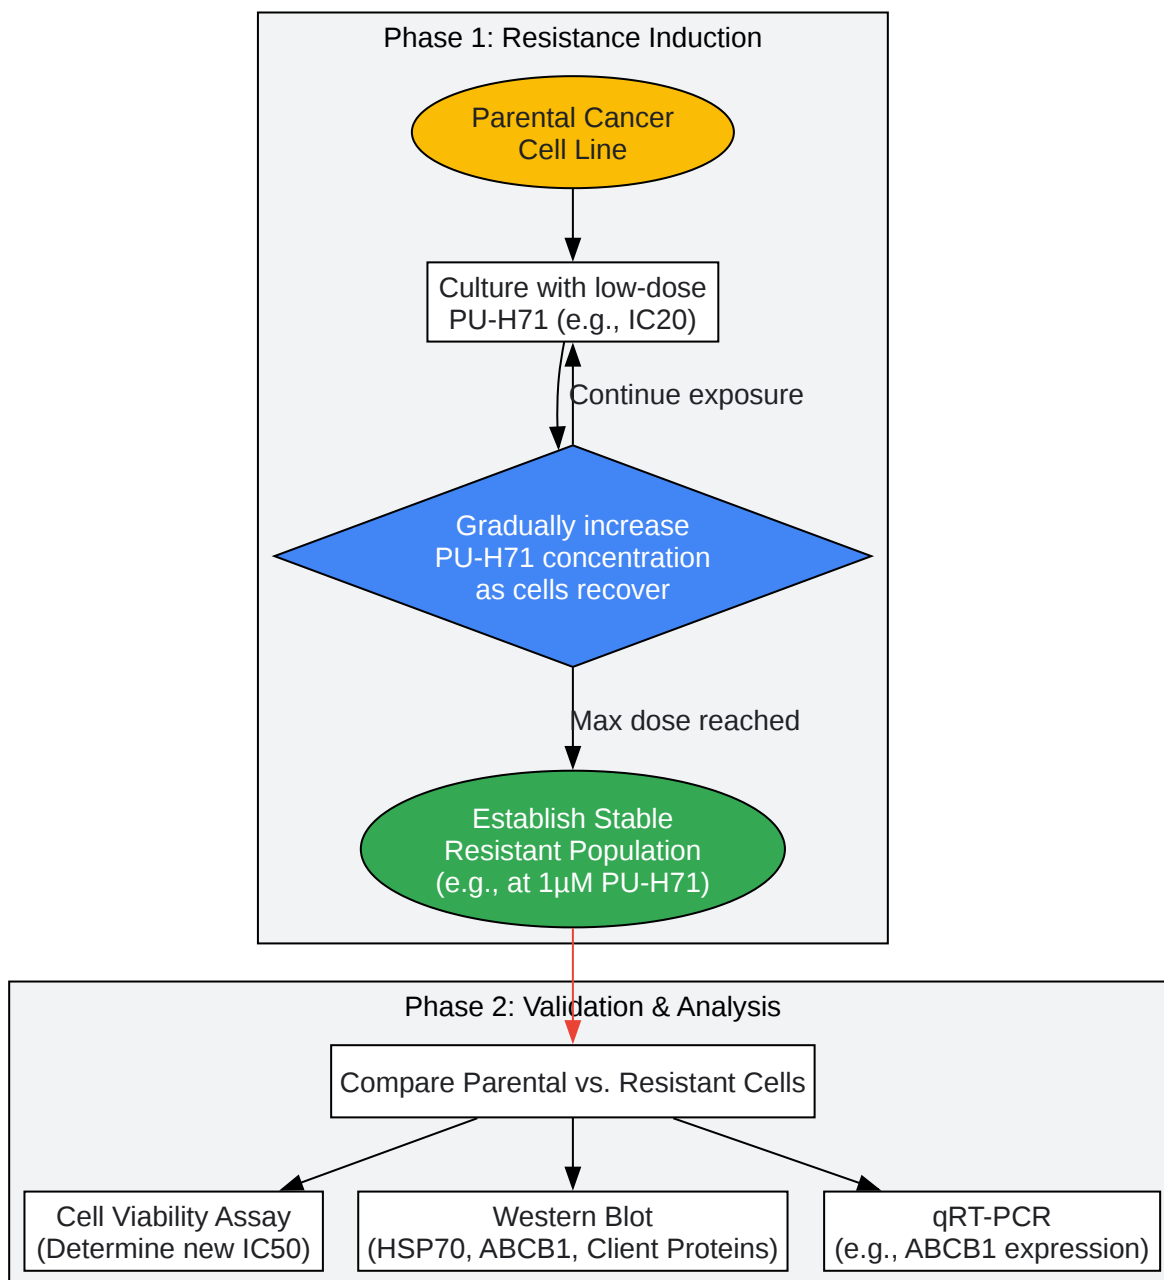 Phase 1: Resistance Induction
Parental Cancer
Cell Line
Culture with low-dose
PU-H71 (e.g., IC20)
Continue exposure
Gradually increase
PU-H71 concentration
as cells recover
Max dose reached
Establish Stable
Resistant Population
(e.g., at 1µM PU-H71)
Phase 2: Validation & Analysis
Compare Parental vs. Resistant Cells
Cell Viability Assay
(Determine new IC50)
Western Blot
(HSP70, ABCB1, Client Proteins)
qRT-PCR
(e.g., ABCB1 expression)